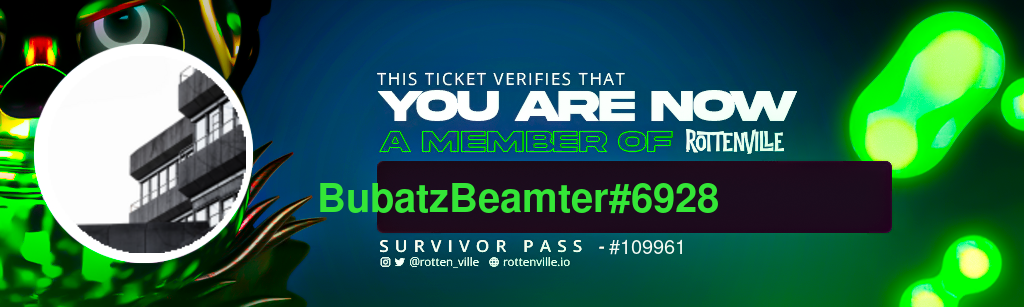 THIS TICKET VERIFIES THAT
YOU ARE NOW
A MEMBER OF ROTTENVILLE
BubatzBeamter#6928
SURVIVOR PASS - #109961
@rotten_ville rottenville.io